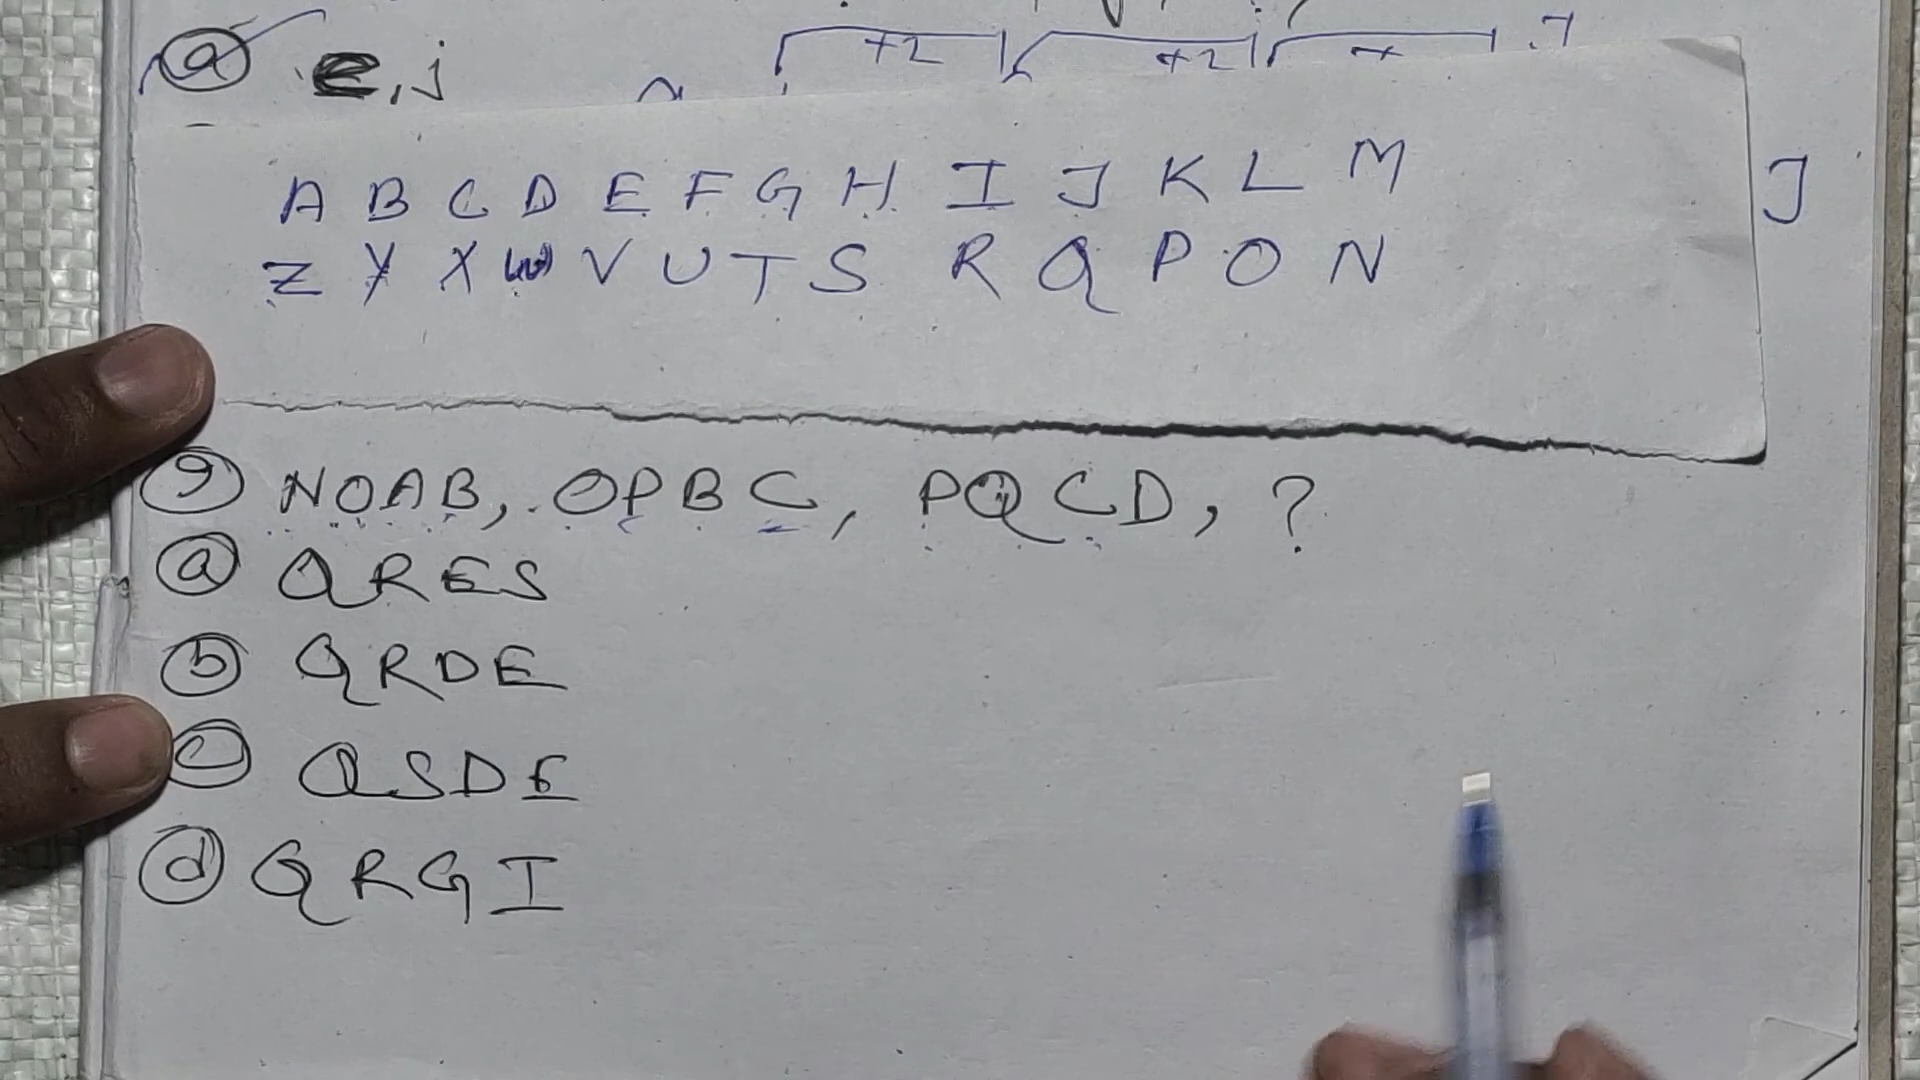 +2 +2 +
a e, j
A B C D E F G H I J K L M
J
Z Y X W V U T S R Q P O N
9 NOAB, OPBC, PQCD, ?
a QRES
b QRDE
c QSDE
d QRGI